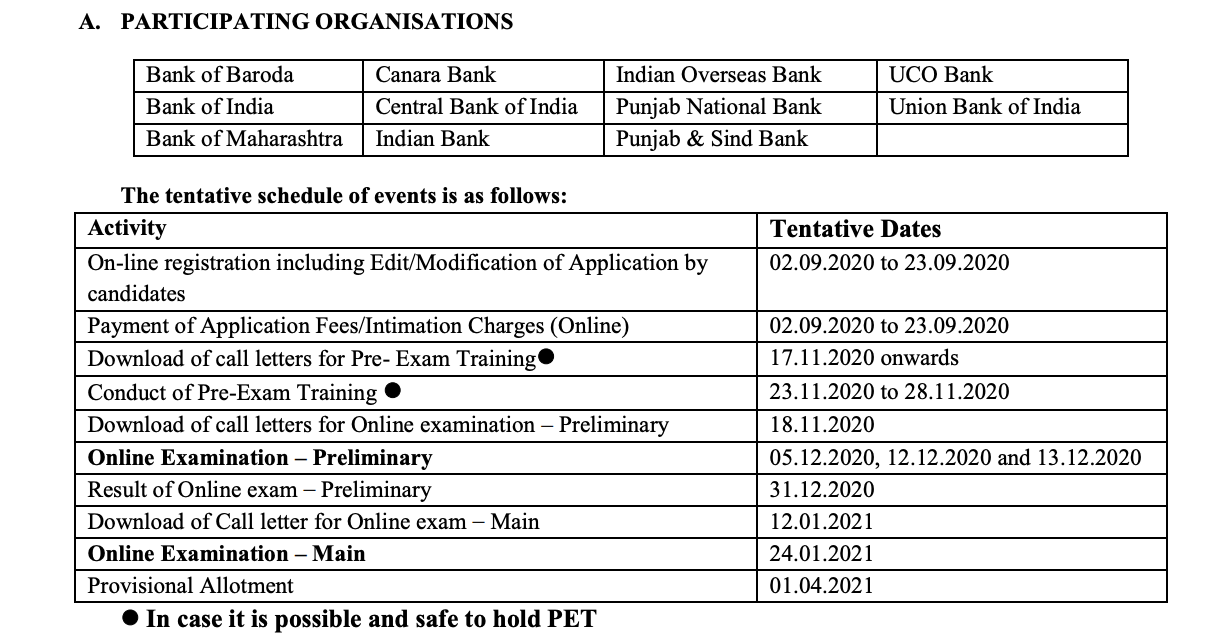 A. PARTICIPATING ORGANISATIONS
Bank of Baroda Canara Bank Indian Overseas Bank UCO Bank
Bank of India Central Bank of India Punjab National Bank Union Bank of India
Bank of Maharashtra Indian Bank Punjab & Sind Bank
The tentative schedule of events is as follows:
Activity Tentative Dates
On-line registration including Edit/Modification of Application by 02.09.2020 to 23.09.2020
candidates
Payment of Application Fees/Intimation Charges (Online) 02.09.2020 to 23.09.2020
Download of call letters for Pre- Exam Training● 17.11.2020 onwards
Conduct of Pre-Exam Training ● 23.11.2020 to 28.11.2020
Download of call letters for Online examination – Preliminary 18.11.2020
Online Examination – Preliminary 05.12.2020, 12.12.2020 and 13.12.2020
Result of Online exam – Preliminary 31.12.2020
Download of Call letter for Online exam – Main 12.01.2021
Online Examination – Main 24.01.2021
Provisional Allotment 01.04.2021
● In case it is possible and safe to hold PET